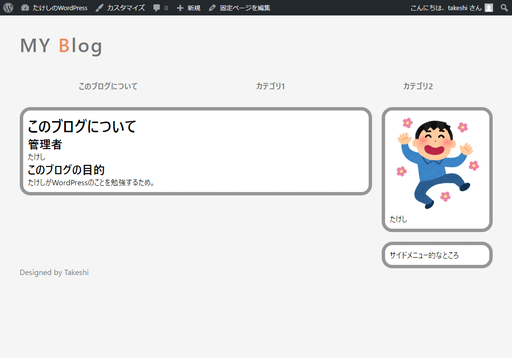 たけしのWordPress カスタマイズ 0 新規 固定ページを編集 こんにちは、takeshi さん
MY Blog
このブログについて カテゴリ1 カテゴリ2
このブログについて
管理者
たけし
このブログの目的
たけしがWordPressのことを勉強するため。
たけし
サイドメニュー的なところ
Designed by Takeshi